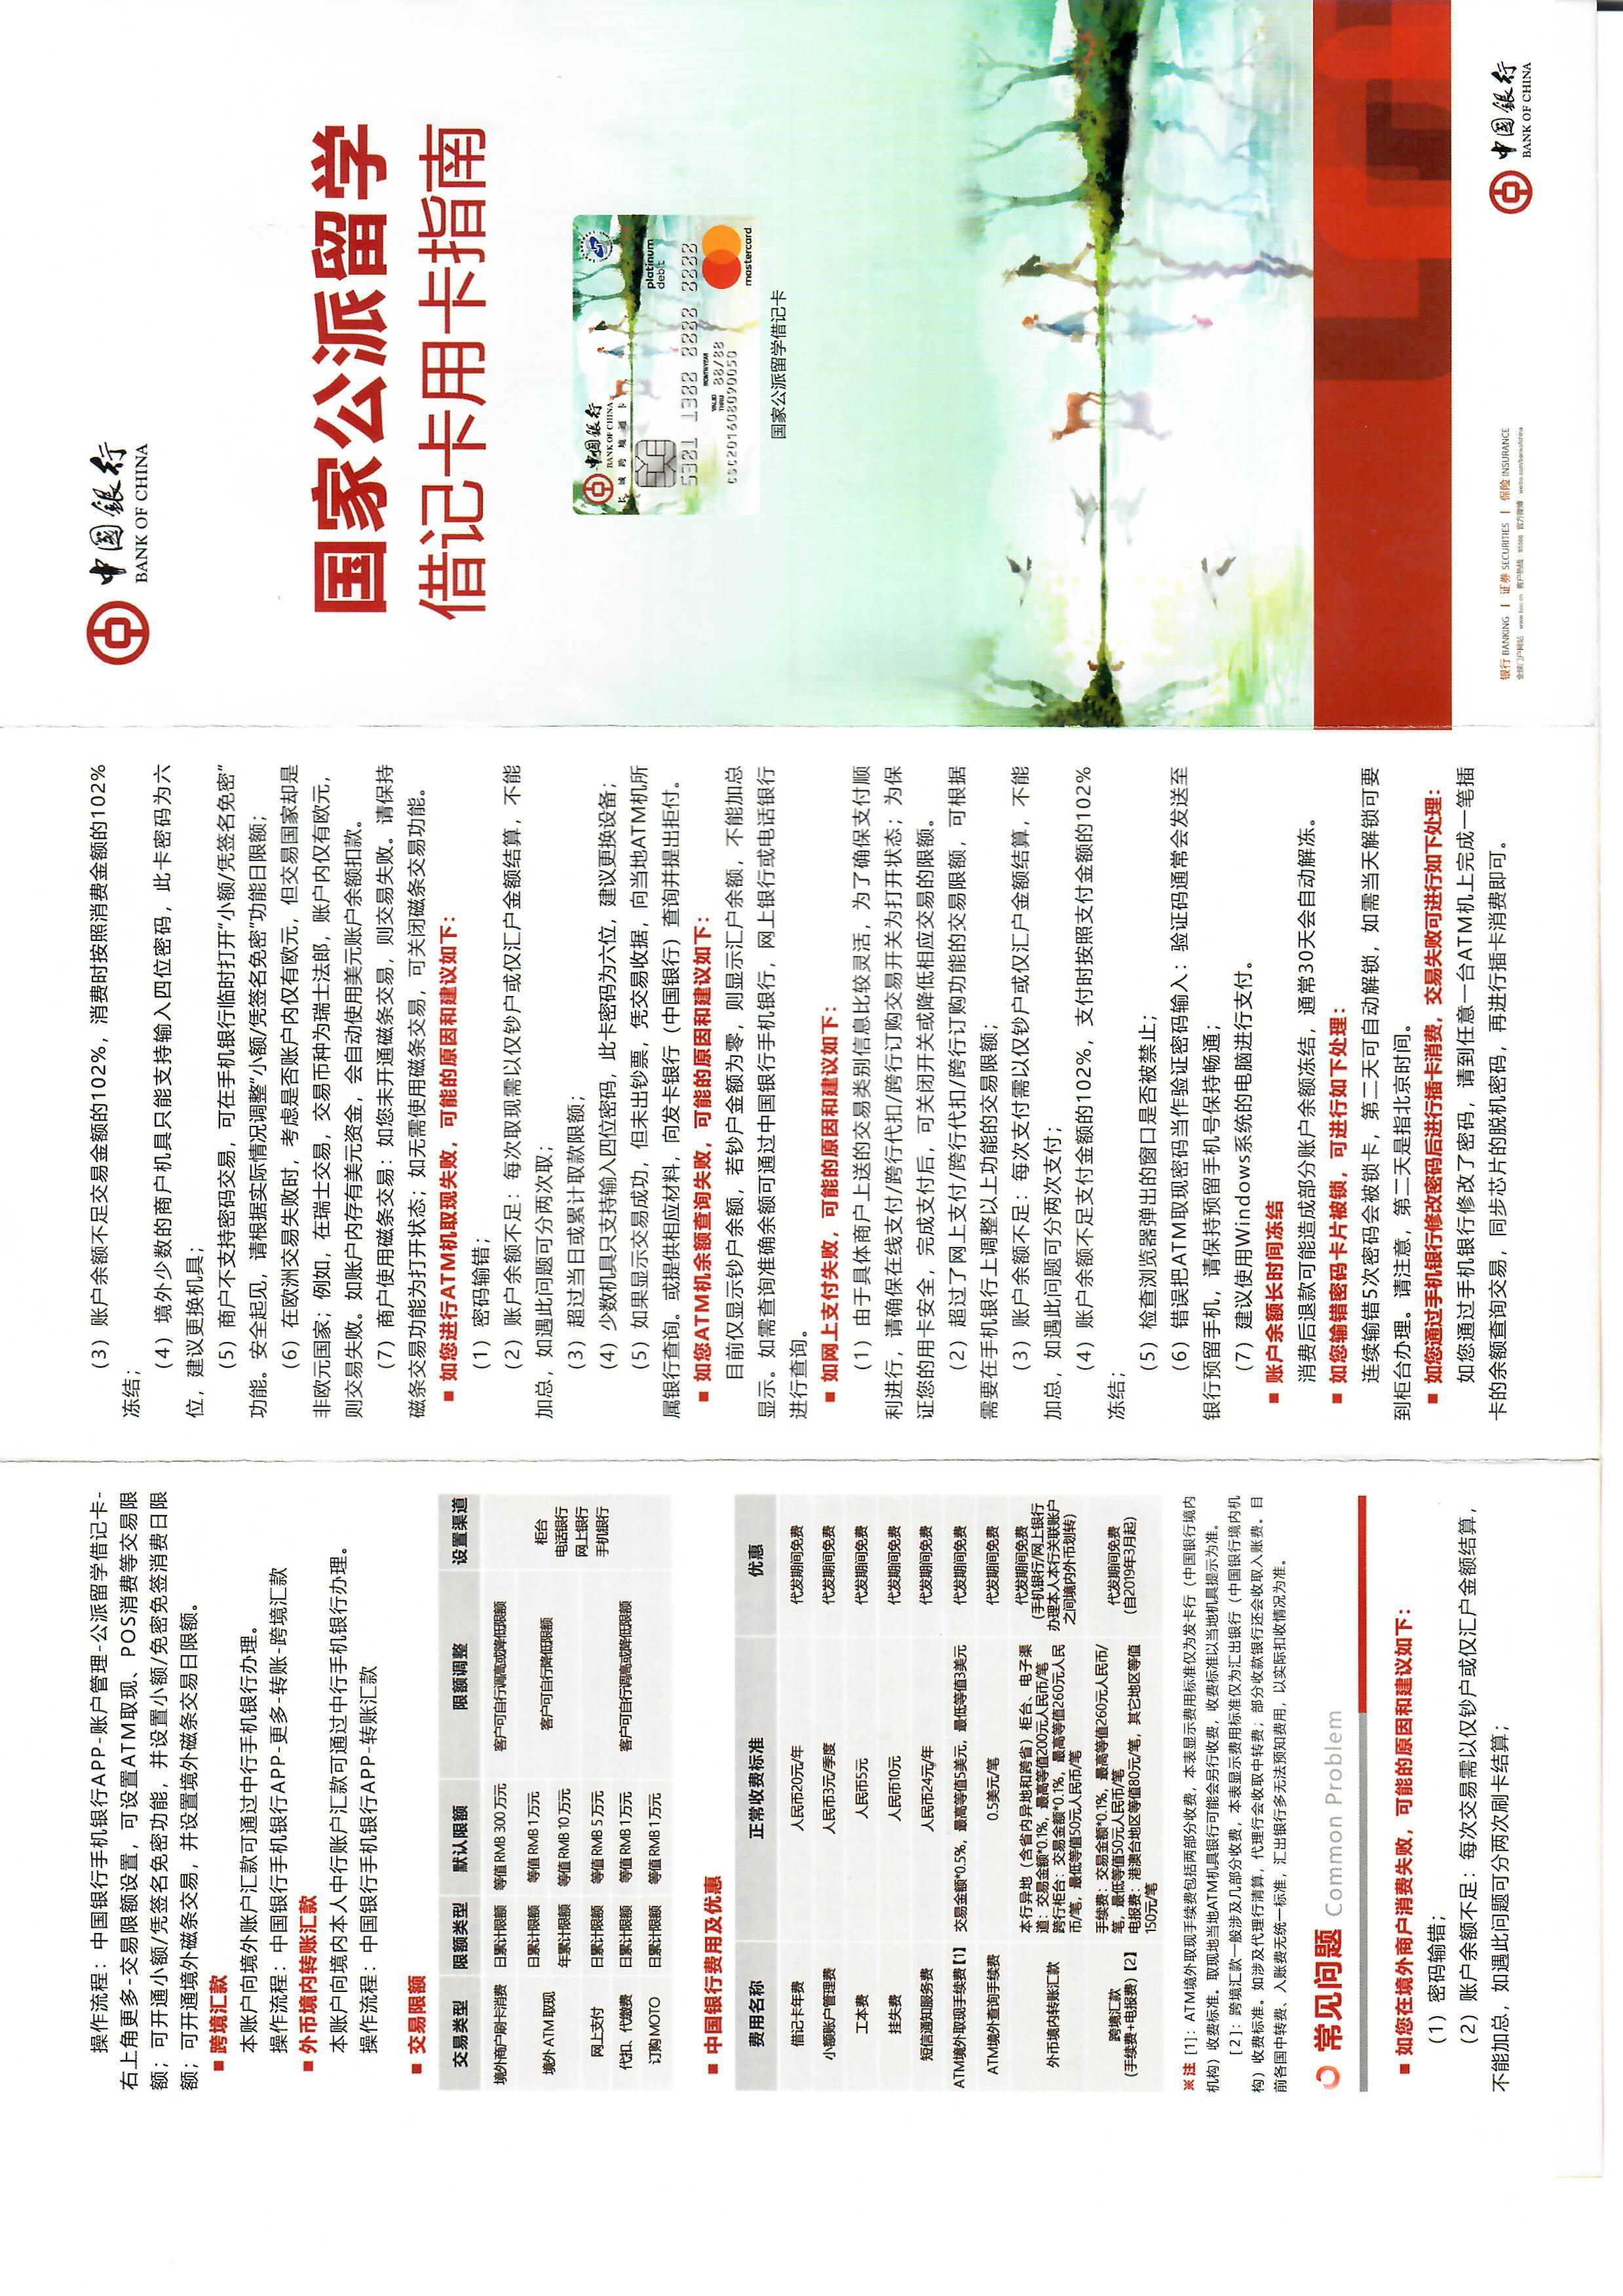 操作流程：中国银行手机银行APP-账户管理-公派留学借记卡-
右上角更多-交易限额设置，可设置ATM取现、POS消费等交易限
额；可开通小额/凭签名免密功能，并设置小额/免密免签消费日限
额；可开通境外磁条交易，并设置境外磁条交易日限额。
■ 跨境汇款
本账户向境外账户汇款可通过中行手机银行办理。
操作流程：中国银行手机银行APP-更多-转账-跨境汇款
■ 外币境内转账汇款
本账户向境内本人中行账户汇款可通过中行手机银行办理。
操作流程：中国银行手机银行APP-转账汇款
■ 交易限额
交易类型 限额类型 默认限额 限额调整 设置渠道
境外商户刷卡消费 日累计限额 等值 RMB 300 万元 客户可自行调高或降低限额
境外 ATM 取现 日累计限额 等值 RMB 1 万元 客户可自行降低限额
年累计限额 等值 RMB 10 万元
网上支付 日累计限额 等值 RMB 5 万元 客户可自行调高或降低限额
代扣、代缴费 日累计限额 等值 RMB 1 万元
订购 MOTO 日累计限额 等值 RMB 1 万元
柜台
电话银行
网上银行
手机银行
■ 中国银行费用及优惠
费用名称 正常收费标准 优惠
借记卡年费 人民币20元/年 代发期间免费
小额账户管理费 人民币3元/季度 代发期间免费
工本费 人民币5元 代发期间免费
挂失费 人民币10元 代发期间免费
短信通知服务费 人民币24元/年 代发期间免费
ATM境外取现手续费【1】 交易金额*0.5%，最高等值5美元，最低等值3美元 代发期间免费
ATM境外查询手续费 0.5美元/笔 代发期间免费
外币境内转账汇款
本行异地（含省内异地和跨省）柜台、电子渠
道：交易金额*0.1%，最高等值200元人民币/笔
跨行柜台：交易金额*0.1%，最高等值260元人民
币/笔，最低等值50元人民币/笔
代发期间免费
（手机银行/网上银行
办理本人本行关联账户
之间境内外币划转）
跨境汇款
（手续费+电报费）【2】
手续费：交易金额*0.1%，最高等值260元人民币/
笔，最低等值50元人民币/笔
电报费：港澳台地区等值80元/笔，其它地区等值
150元/笔
代发期间免费
（自2019年3月起）
※注［1］：ATM境外取现手续费包括两部分收费，本表显示费用标准仅为发卡行（中国银行境内
机构）收费标准。取现地当地ATM机具银行可能会另行收费，收费标准以当地机具提示为准。
［2］：跨境汇款一般涉及几部分收费，本表显示费用标准仅为汇出银行（中国银行境内机
构）收费标准。如涉及代理行清算，代理行会收取中转费；部分收款银行还会收取入账费。目
前各国中转费、入账费无统一标准，汇出银行多无法预知费用，以实际扣收情况为准。
常见问题 Common Problem
■ 如您在境外商户消费失败，可能的原因和建议如下：
（1）密码输错；
（2）账户余额不足：每次交易需以仅钞户或仅汇户金额结算，
不能加总，如遇此问题可分两次刷卡结算；
（3）账户余额不足交易金额的102%，消费时按照消费金额的102%
冻结；
（4）境外少数的商户机具只能支持输入四位密码，此卡密码为六
位，建议更换机具；
（5）商户不支持密码交易，可在手机银行临时打开“小额/凭签名免密”
功能。安全起见，请根据实际情况调整“小额/凭签名免密”功能日限额；
（6）在欧洲交易失败时，考虑是否账户内仅有欧元，但交易国家却是
非欧元国家；例如，在瑞士交易，交易币种为瑞士法郎，账户内仅有欧元，
则交易失败。如账户内存有美元资金，会自动使用美元账户余额扣款。
（7）商户使用磁条交易：如您未开通磁条交易，则交易失败。请保持
磁条交易功能为打开状态；如无需使用磁条交易，可关闭磁条交易功能。
■ 如您进行ATM机取现失败，可能的原因和建议如下：
（1）密码输错；
（2）账户余额不足：每次取现需以仅钞户或仅汇户金额结算，不能
加总，如遇此问题可分两次取；
（3）超过当日或累计取款限额；
（4）少数机具只支持输入四位密码，此卡密码为六位，建议更换设备；
（5）如果显示交易成功，但未出钞票，凭交易收据，向当地ATM机所
属银行查询。或提供相应材料，向发卡银行（中国银行）查询并提出拒付。
■ 如您ATM机余额查询失败，可能的原因和建议如下：
目前仅显示钞户余额，若钞户金额为零，则显示汇户余额，不能加总
显示。如需查询准确余额可通过中国银行手机银行，网上银行或电话银行
进行查询。
■ 如网上支付失败，可能的原因和建议如下：
（1）由于具体商户上送的交易类别信息比较灵活，为了确保支付顺
利进行，请确保在线支付/跨行代扣/跨行订购交易开关为打开状态；为保
证您的用卡安全，完成支付后，可关闭开关或降低相应交易的限额。
（2）超过了网上支付/跨行代扣/跨行订购功能的交易限额，可根据
需要在手机银行上调整以上功能的交易限额；
（3）账户余额不足：每次支付需以仅钞户或仅汇户金额结算，不能
加总，如遇此问题可分两次支付；
（4）账户余额不足支付金额的102%，支付时按照支付金额的102%
冻结；
（5）检查浏览器弹出的窗口是否被禁止；
（6）错误把ATM取现密码当作验证密码输入：验证码通常会发送至
银行预留手机，请保持预留手机号保持畅通；
（7）建议使用Windows系统的电脑进行支付。
■ 账户余额长时间冻结
消费后退款可能造成部分账户余额冻结，通常30天会自动解冻。
■ 如您输错密码卡片被锁，可进行如下处理：
连续输错5次密码会被锁卡，第二天可自动解锁，如需当天解锁可要
到柜台办理。请注意，第二天是指北京时间。
■ 如您通过手机银行修改密码后进行插卡消费，交易失败可进行如下处理：
如您通过手机银行修改了密码，请到任意一台ATM机上完成一笔插
卡的余额查询交易，同步芯片的脱机密码，再进行插卡消费即可。
中国银行
BANK OF CHINA
国家公派留学
借记卡用卡指南
中国银行
BANK OF CHINA
长城跨境通卡
platinum
debit
5321 1388 8888 8888
MONTH/YEAR
VALID THRU 88/88
CSC201608090050
mastercard
国家公派留学借记卡
银行 BANKING | 证券 SECURITIES | 保险 INSURANCE
全球门户网站 www.boc.cn 客户热线 95566 官方微博 weibo.com/bankofchina
中国银行
BANK OF CHINA